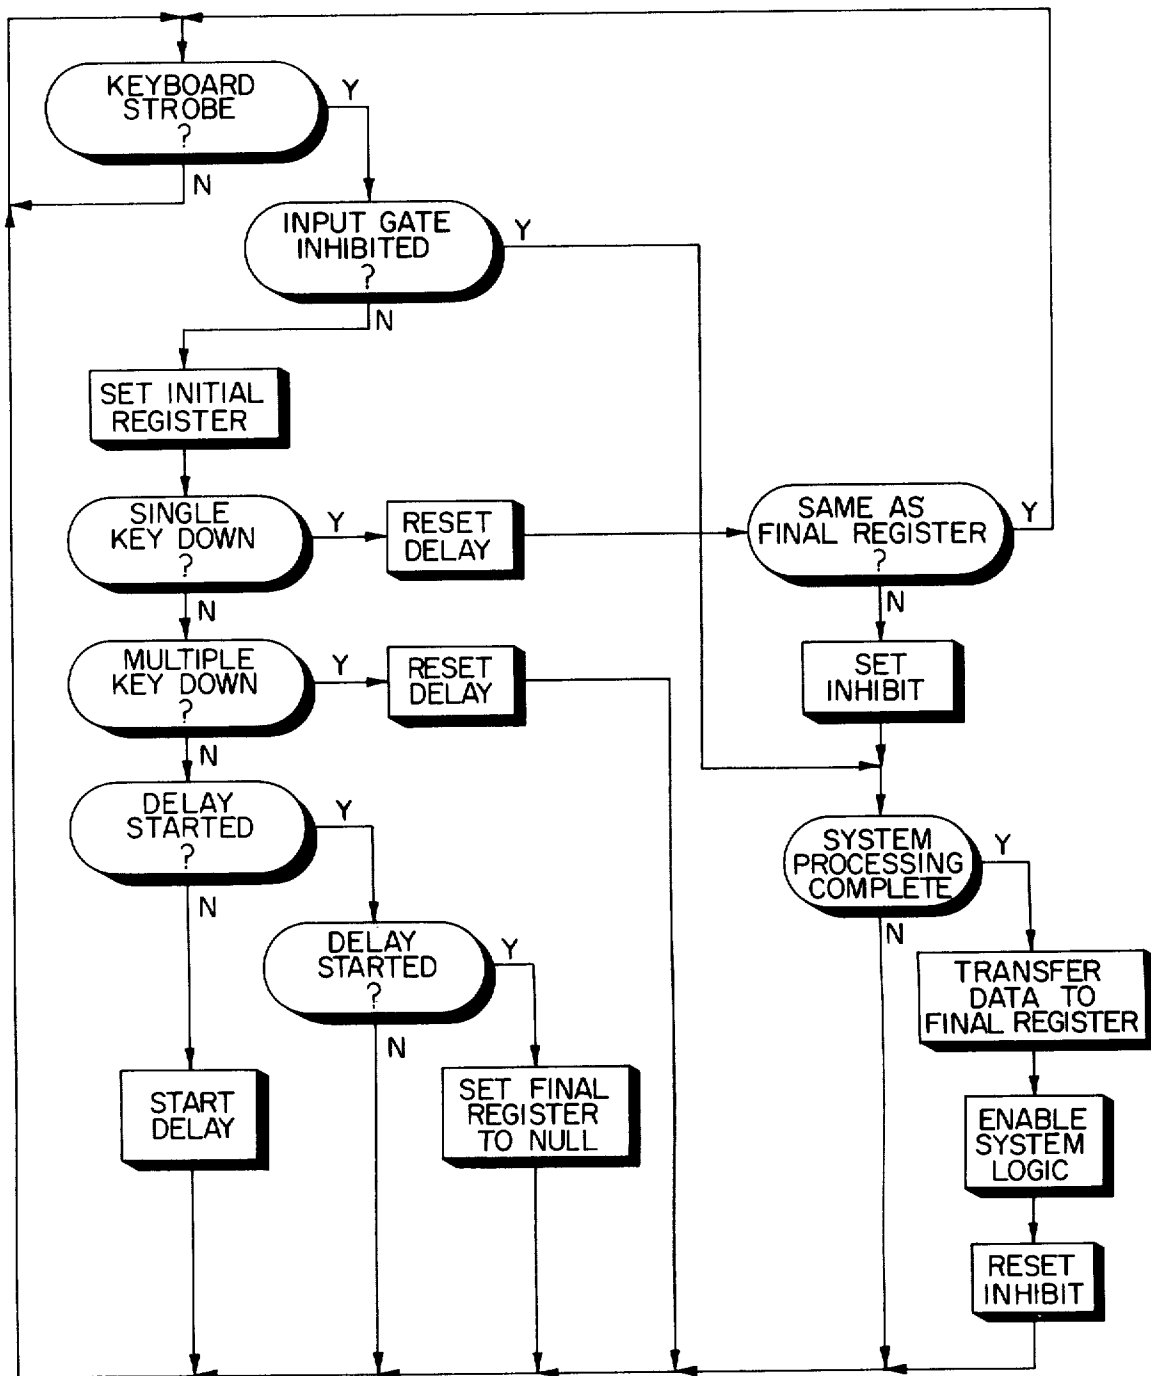 KEYBOARD
STROBE
?
Y
N
INPUT GATE
INHIBITED
?
Y
N
SET INITIAL
REGISTER
SINGLE
KEY DOWN
?
Y
N
RESET
DELAY
SAME AS
FINAL REGISTER
?
Y
N
MULTIPLE
KEY DOWN
?
Y
N
RESET
DELAY
SET
INHIBIT
DELAY
STARTED
?
Y
N
SYSTEM
PROCESSING
COMPLETE
Y
N
DELAY
STARTED
?
Y
N
TRANSFER
DATA TO
FINAL REGISTER
START
DELAY
SET FINAL
REGISTER
TO NULL
ENABLE
SYSTEM
LOGIC
RESET
INHIBIT